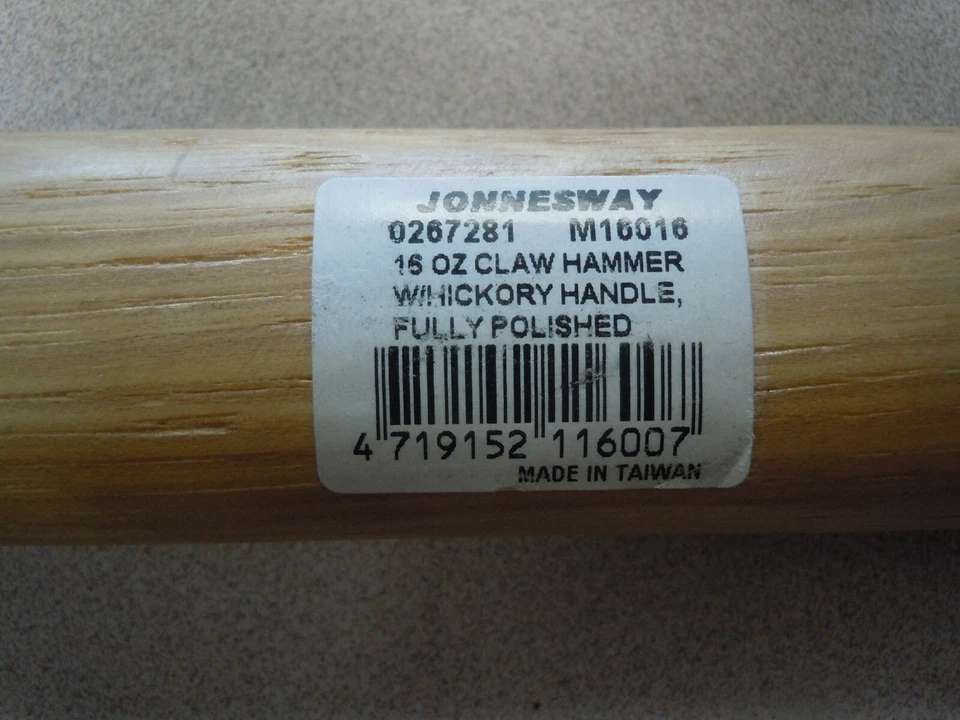 JONNESWAY
0267281 M16016
16 OZ CLAW HAMMER
W/HICKORY HANDLE,
FULLY POLISHED
4 719152 116007
MADE IN TAIWAN